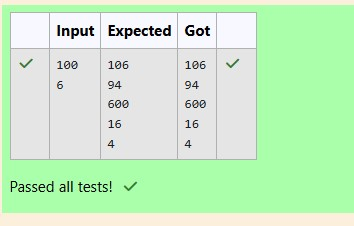 Input Expected Got
100 106 106
6 94 94
600 600
16 16
4 4
Passed all tests!